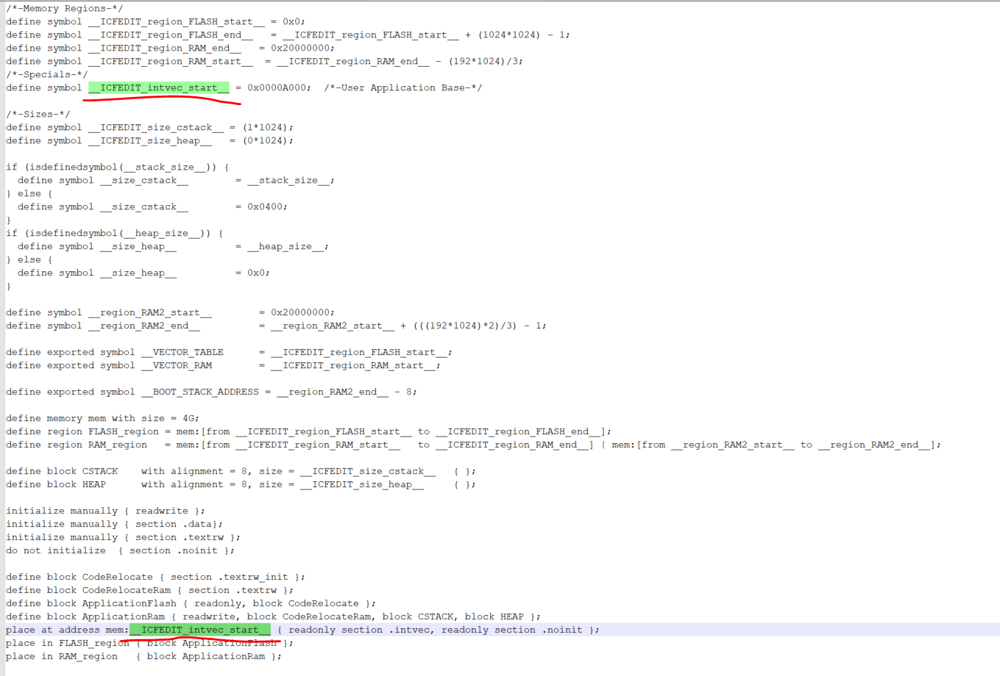 /*-Memory Regions-*/
define symbol __ICFEDIT_region_FLASH_start__ = 0x0;
define symbol __ICFEDIT_region_FLASH_end__   = __ICFEDIT_region_FLASH_start__ + (1024*1024) - 1;
define symbol __ICFEDIT_region_RAM_end__   = 0x20000000;
define symbol __ICFEDIT_region_RAM_start__  = __ICFEDIT_region_RAM_end__ - (192*1024)/3;
/*-Specials-*/
define symbol __ICFEDIT_intvec_start__ = 0x0000A000;  /*-User Application Base-*/
/*-Sizes-*/
define symbol __ICFEDIT_size_cstack__ = (1*1024);
define symbol __ICFEDIT_size_heap__   = (0*1024);
if (isdefinedsymbol(__stack_size__)) {
  define symbol __size_cstack__        = __stack_size__;
} else {
  define symbol __size_cstack__        = 0x0400;
}
if (isdefinedsymbol(__heap_size__)) {
  define symbol __size_heap__          = __heap_size__;
} else {
  define symbol __size_heap__          = 0x0;
}
define symbol __region_RAM2_start__        = 0x20000000;
define symbol __region_RAM2_end__          = __region_RAM2_start__ + (((192*1024)*2)/3) - 1;
define exported symbol __VECTOR_TABLE      = __ICFEDIT_region_FLASH_start__;
define exported symbol __VECTOR_RAM        = __ICFEDIT_region_RAM_start__;
define exported symbol __BOOT_STACK_ADDRESS = __region_RAM2_end__ - 8;
define memory mem with size = 4G;
define region FLASH_region = mem:[from __ICFEDIT_region_FLASH_start__ to __ICFEDIT_region_FLASH_end__];
define region RAM_region   = mem:[from __ICFEDIT_region_RAM_start__   to __ICFEDIT_region_RAM_end__] | mem:[from __region_RAM2_start__ to __region_RAM2_end__];
define block CSTACK    with alignment = 8, size = __ICFEDIT_size_cstack__   { };
define block HEAP      with alignment = 8, size = __ICFEDIT_size_heap__     { };
initialize manually { readwrite };
initialize manually { section .data};
initialize manually { section .textrw };
do not initialize  { section .noinit };
define block CodeRelocate { section .textrw_init };
define block CodeRelocateRam { section .textrw };
define block ApplicationFlash { readonly, block CodeRelocate };
define block ApplicationRam { readwrite, block CodeRelocateRam, block CSTACK, block HEAP };
place at address mem:__ICFEDIT_intvec_start__ { readonly section .intvec, readonly section .noinit };
place in FLASH_region { block ApplicationFlash };
place in RAM_region   { block ApplicationRam };